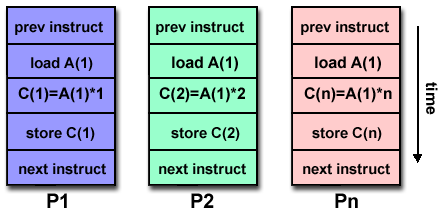 prev instruct
load A(1)
C(1)=A(1)*1
store C(1)
next instruct
P1
prev instruct
load A(1)
C(2)=A(1)*2
store C(2)
next instruct
P2
prev instruct
load A(1)
C(n)=A(1)*n
store C(n)
next instruct
Pn
time